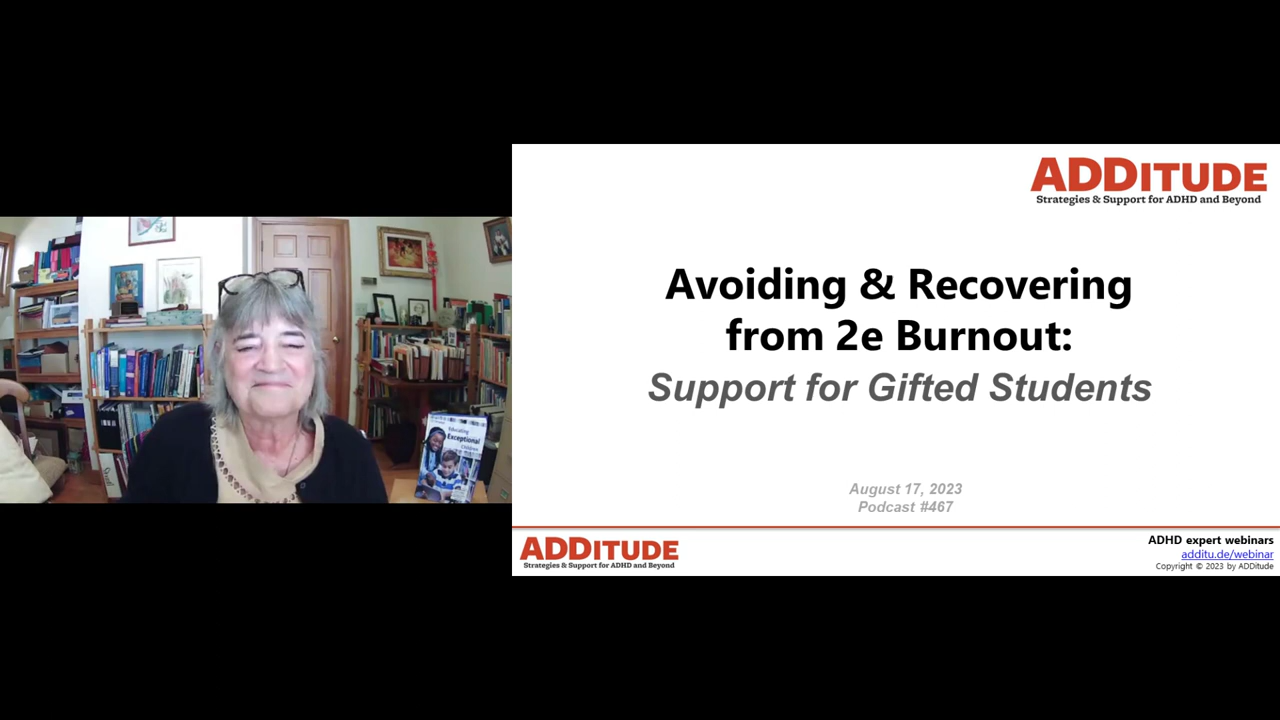 ADDITUDE
Strategies & Support for ADHD and Beyond
Avoiding & Recovering
from 2e Burnout:
Support for Gifted Students
August 17, 2023
Podcast #467
ADDITUDE
Strategies & Support for ADHD and Beyond
ADHD expert webinars
additu.de/webinar
Copyright © 2023 by ADDitude
Educating
Exceptional
Children